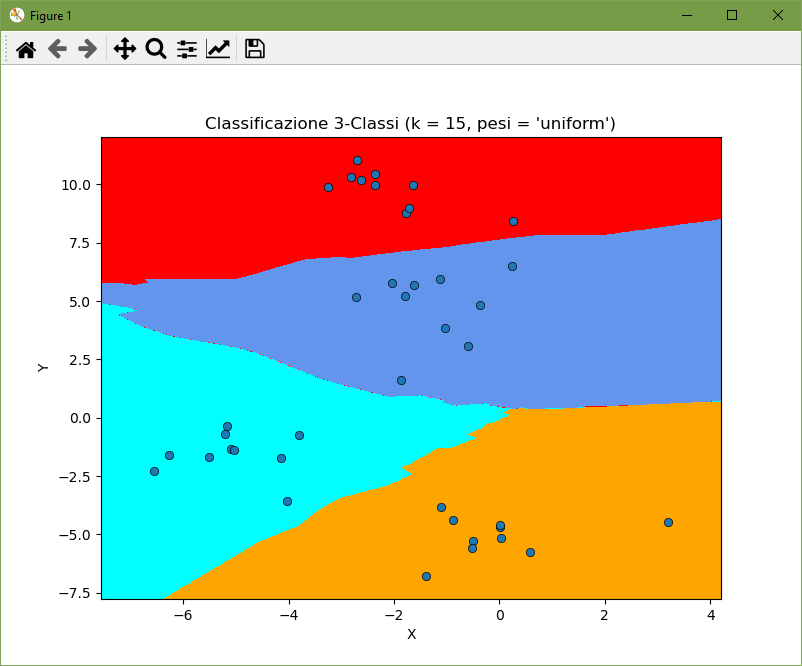 Figure 1
Classificazione 3-Classi (k = 15, pesi = 'uniform')
10.0
7.5
5.0
2.5
0.0
−2.5
−5.0
−7.5
Y
−6 −4 −2 0 2 4
X